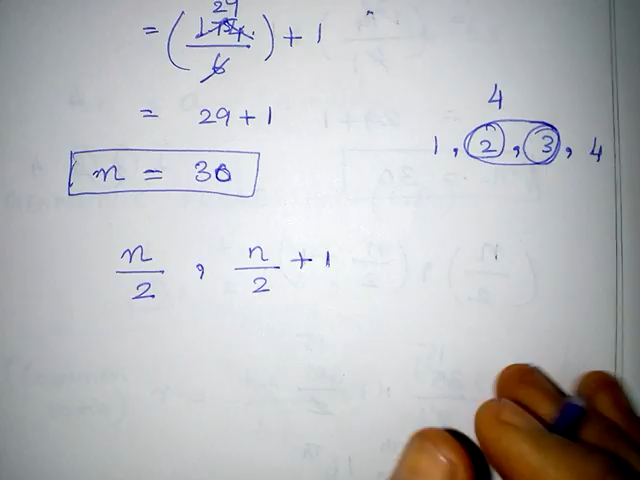 29
= ( 174 / 6 ) + 1
= 29 + 1
n = 30
4
1, 2, 3, 4
n/2 , n/2 + 1